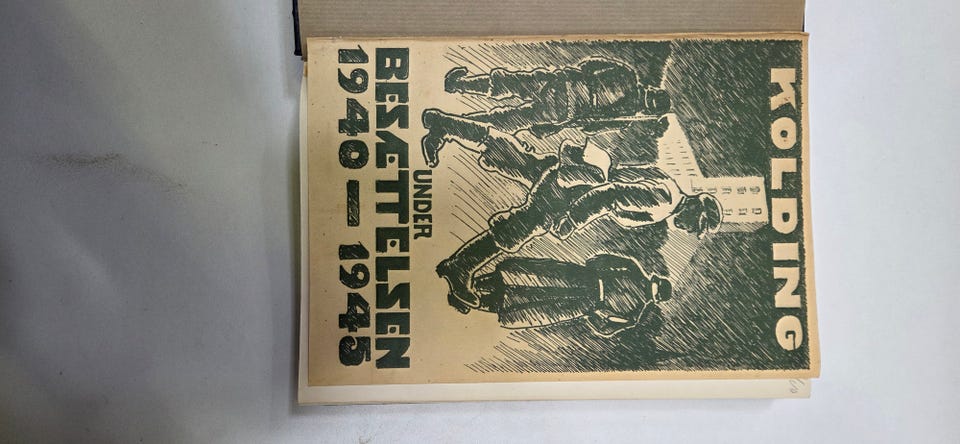 KOLDING
UNDER
BESÆTTELSEN
1940 — 1945